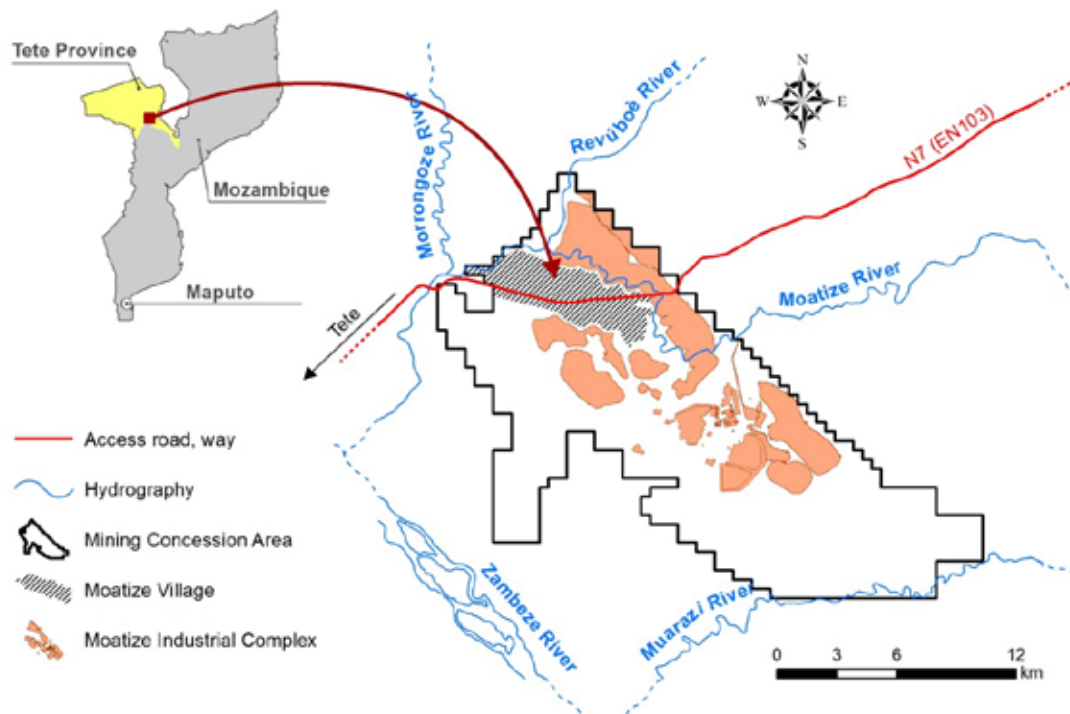 Tete Province
Mozambique
Maputo
Morrongoze River
Revúboè River
N
W
E
S
N7 (EN103)
Moatize River
Tete
Access road, way
Hydrography
Mining Concession Area
Moatize Village
Moatize Industrial Complex
Zambeze River
Muarazi River
0 3 6 12
km